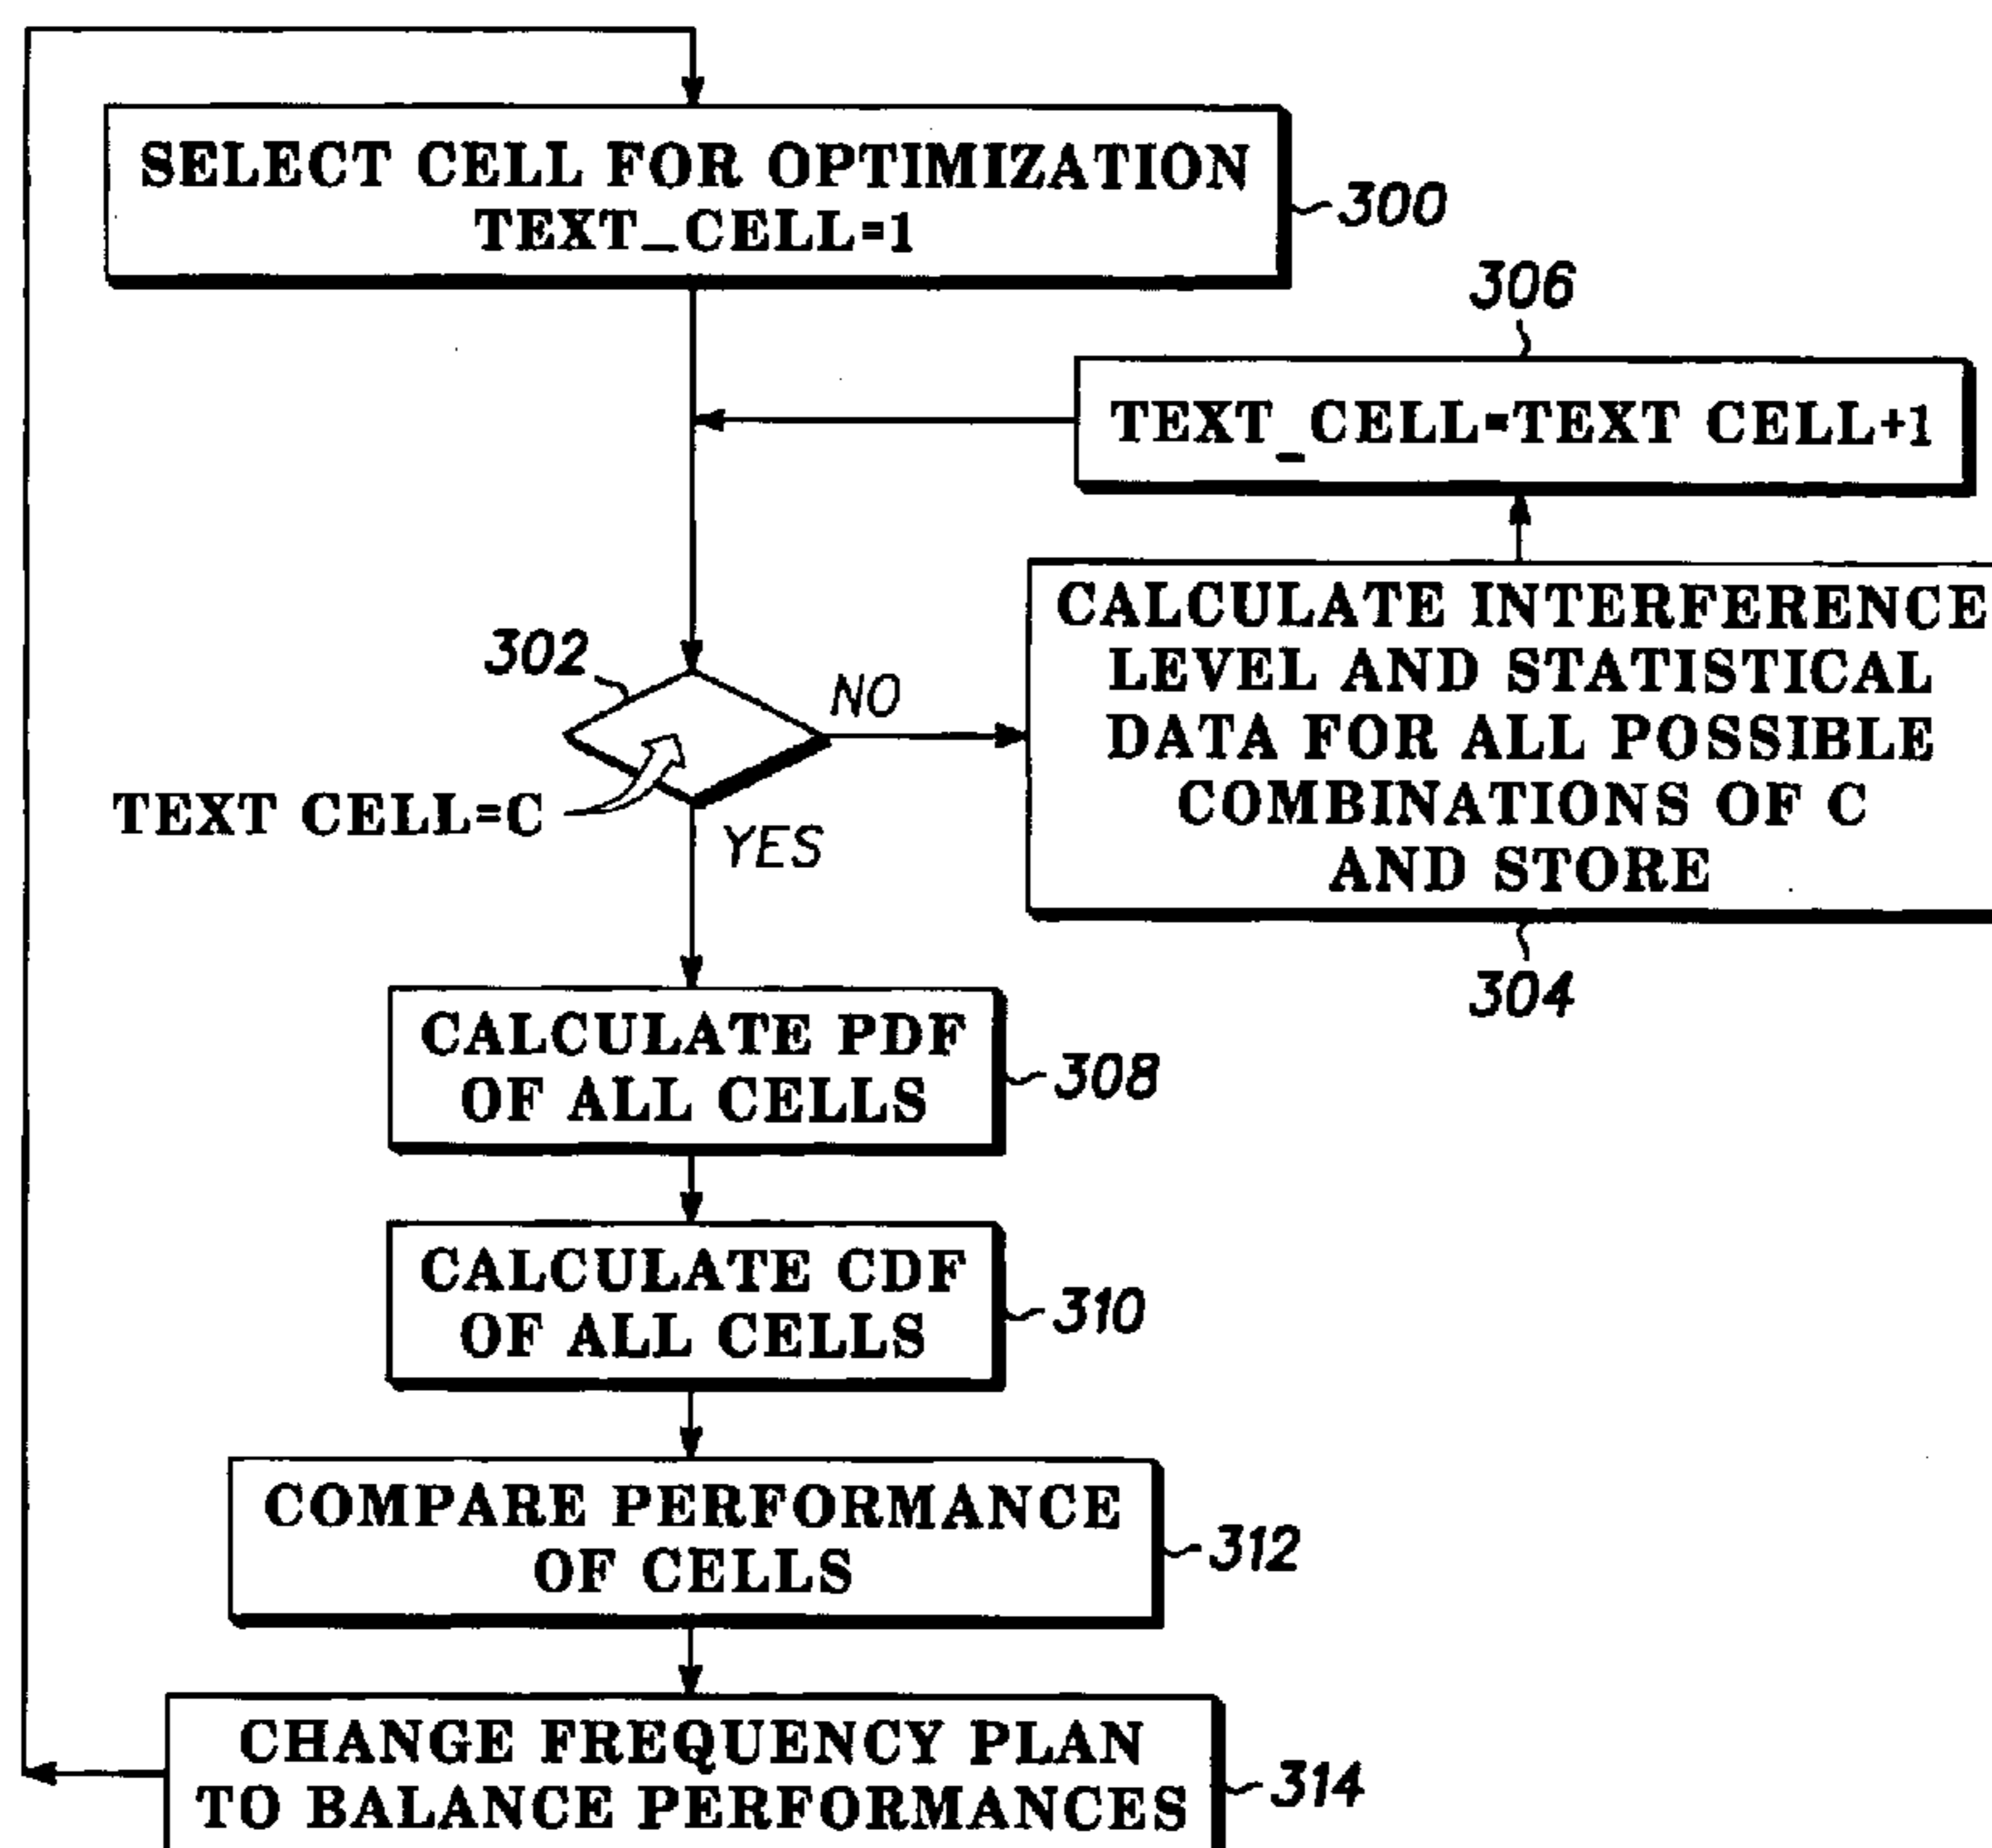 SELECT CELL FOR OPTIMIZATION
TEXT_CELL=1
300
306
TEXT_CELL=TEXT CELL+1
302
NO
TEXT CELL=C
YES
CALCULATE INTERFERENCE
LEVEL AND STATISTICAL
DATA FOR ALL POSSIBLE
COMBINATIONS OF C
AND STORE
304
CALCULATE PDF
OF ALL CELLS
308
CALCULATE CDF
OF ALL CELLS
310
COMPARE PERFORMANCE
OF CELLS
312
CHANGE FREQUENCY PLAN
TO BALANCE PERFORMANCES
314